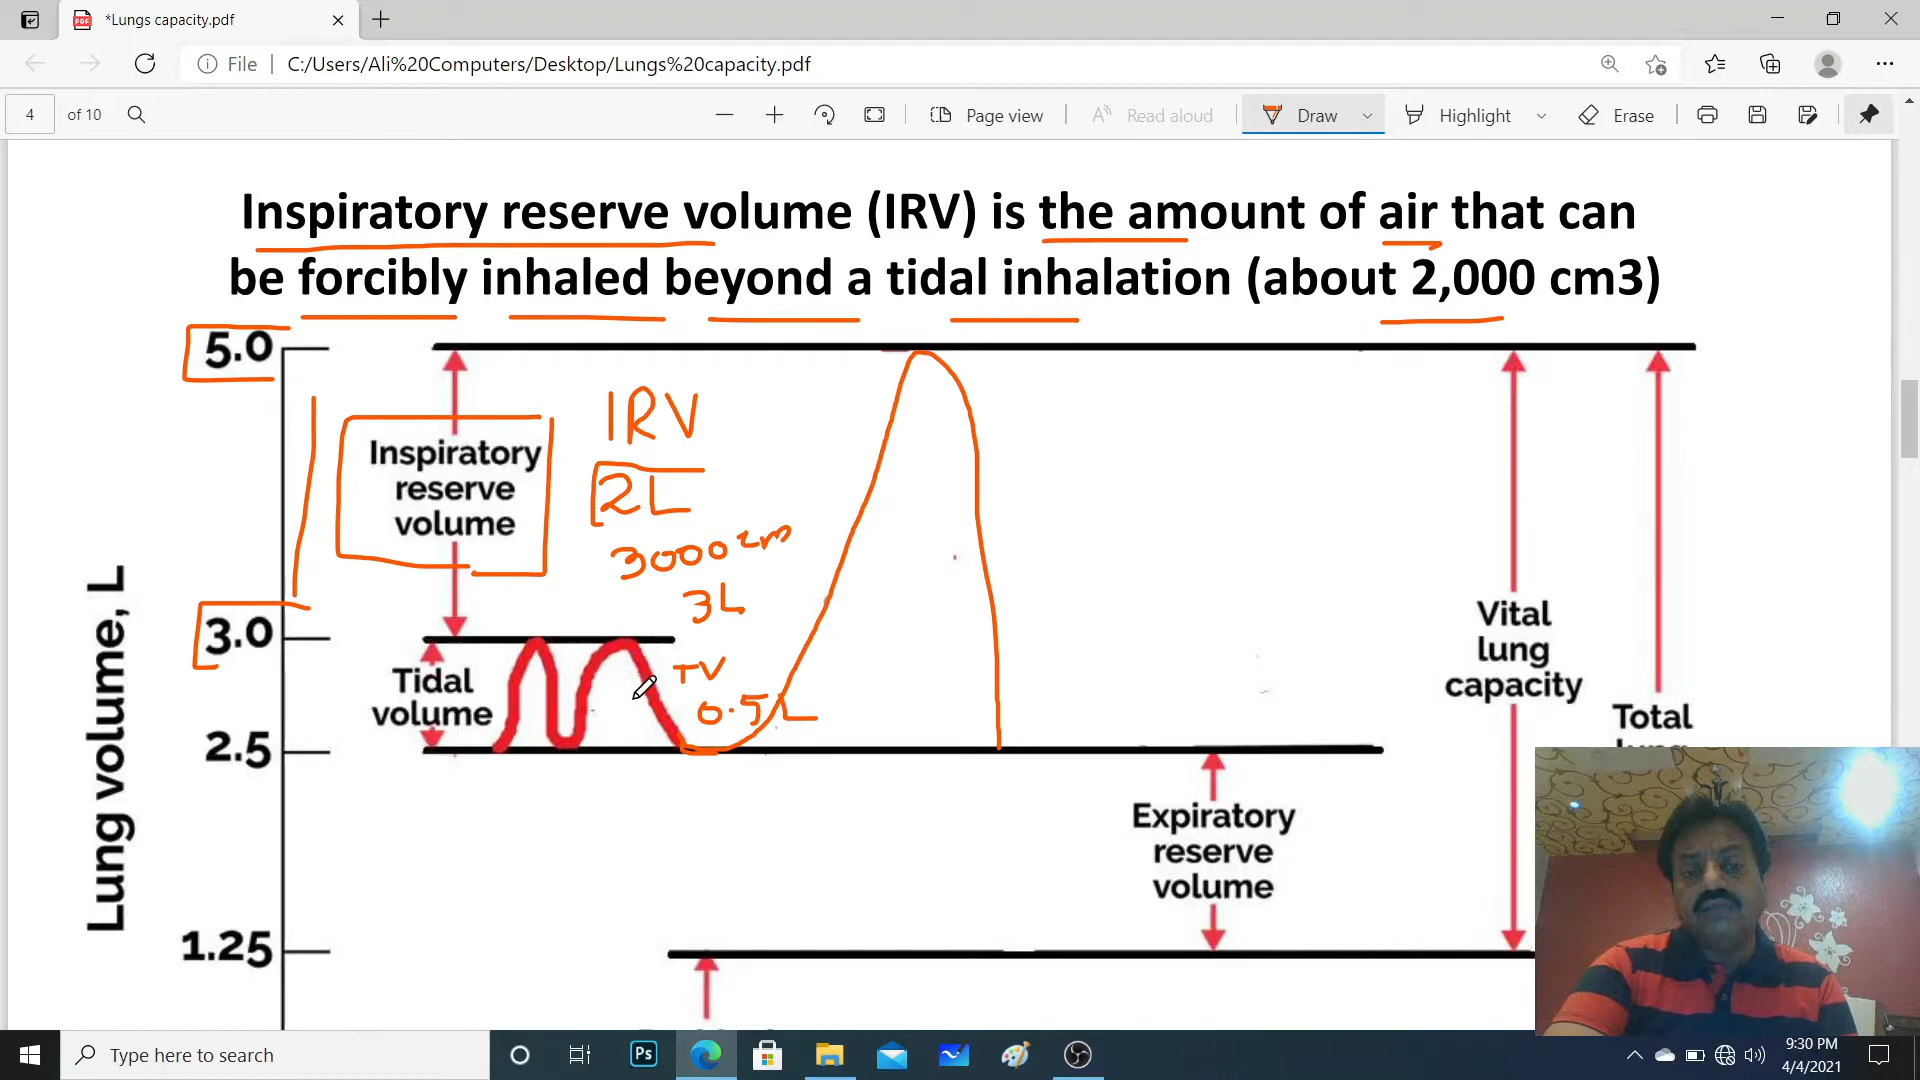 *Lungs capacity.pdf
File
C:/Users/Ali%20Computers/Desktop/Lungs%20capacity.pdf
4 of 10
Page view
Read aloud
Draw
Highlight
Erase
Inspiratory reserve volume (IRV) is the amount of air that can
be forcibly inhaled beyond a tidal inhalation (about 2,000 cm3)
5.0
IRV
Inspiratory
reserve
volume
2L
3000 cm
3L
3.0
TV
0.5L
Tidal
volume
2.5
Lung volume, L
Vital
lung
capacity
Total
Expiratory
reserve
volume
1.25
Type here to search
Ps
9:30 PM
4/4/2021